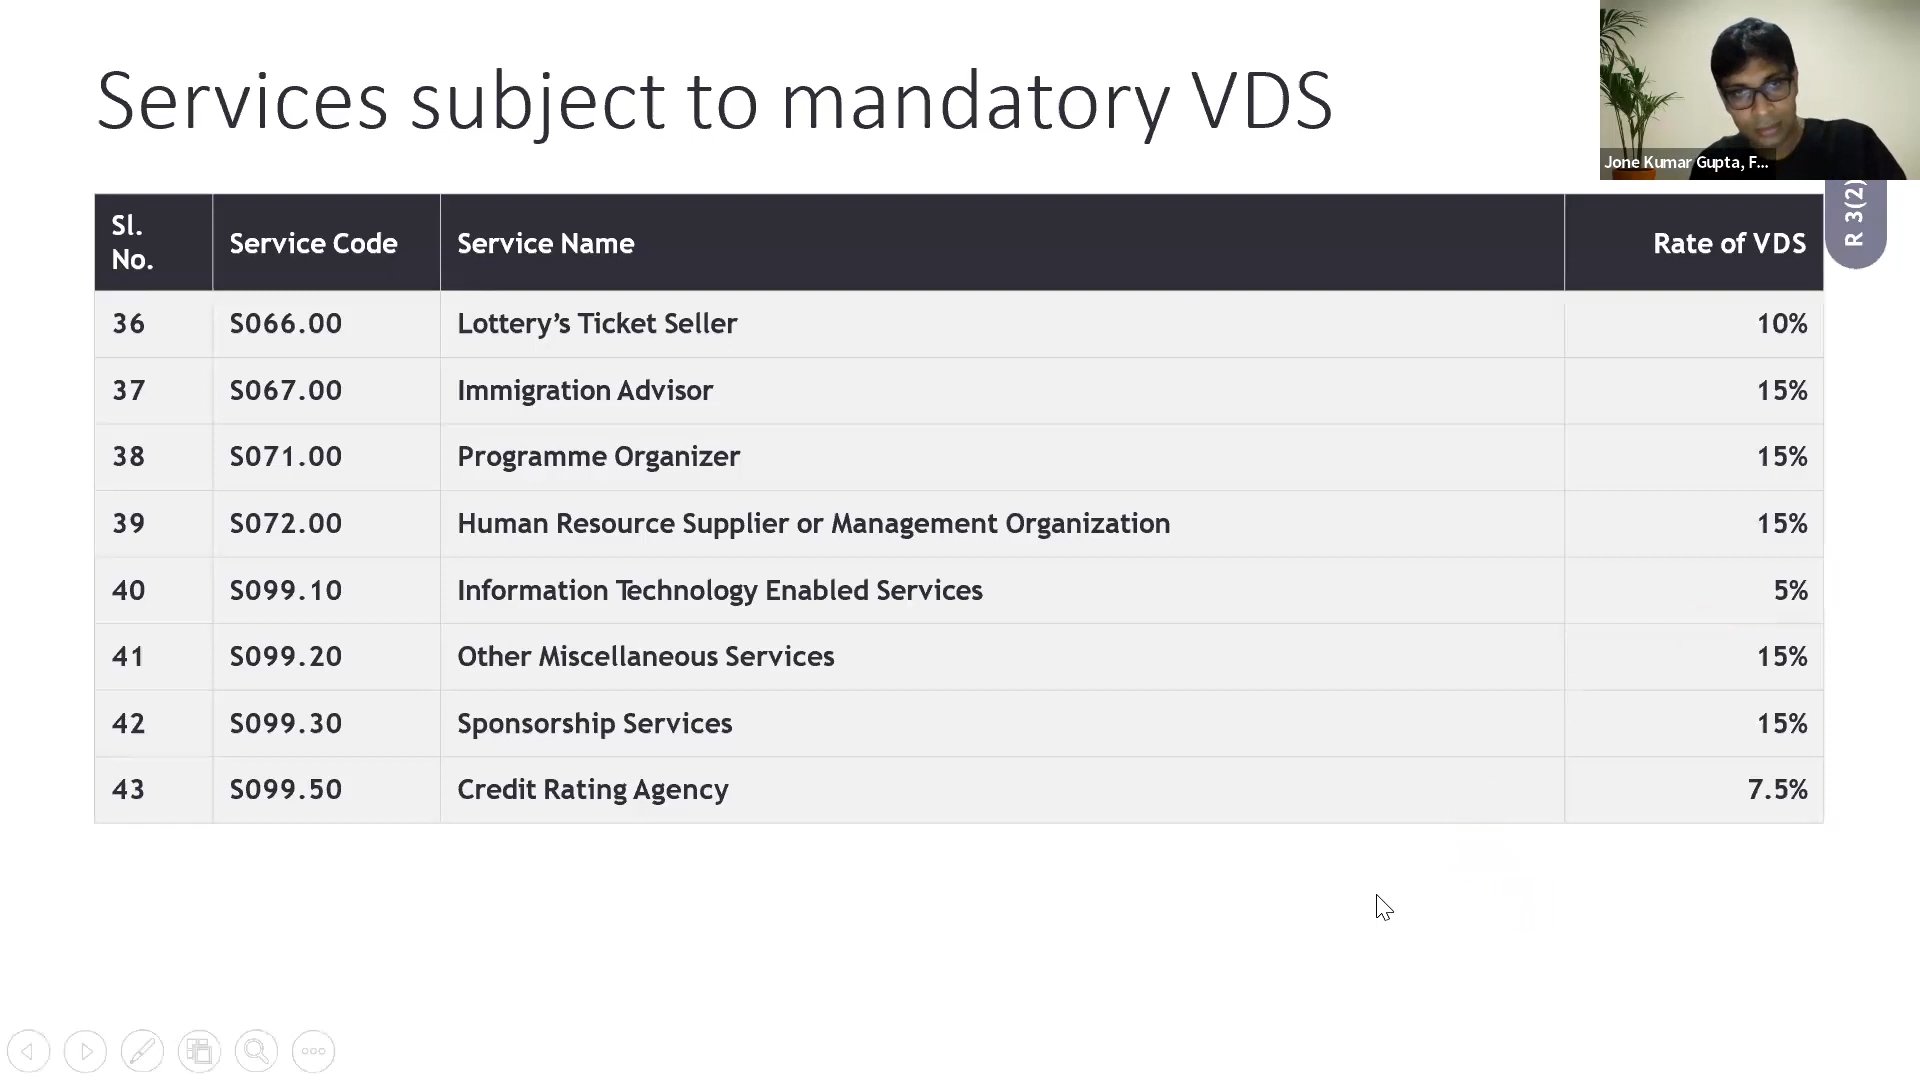 Services subject to mandatory VDS
Jone Kumar Gupta, F...
R 3(2)
Sl. No. Service Code Service Name Rate of VDS
36 S066.00 Lottery’s Ticket Seller 10%
37 S067.00 Immigration Advisor 15%
38 S071.00 Programme Organizer 15%
39 S072.00 Human Resource Supplier or Management Organization 15%
40 S099.10 Information Technology Enabled Services 5%
41 S099.20 Other Miscellaneous Services 15%
42 S099.30 Sponsorship Services 15%
43 S099.50 Credit Rating Agency 7.5%